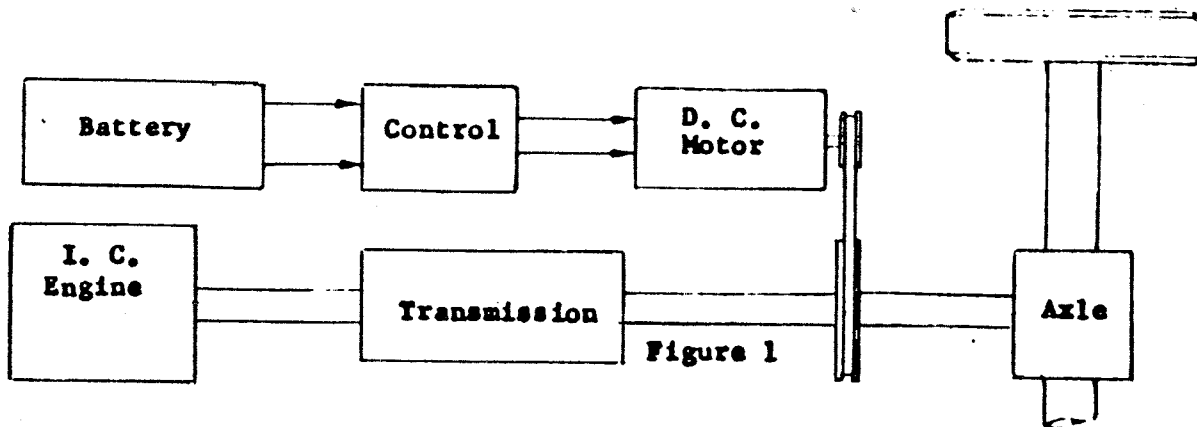 Battery
Control
D. C.
Motor
I. C.
Engine
Transmission
Axle
Figure 1